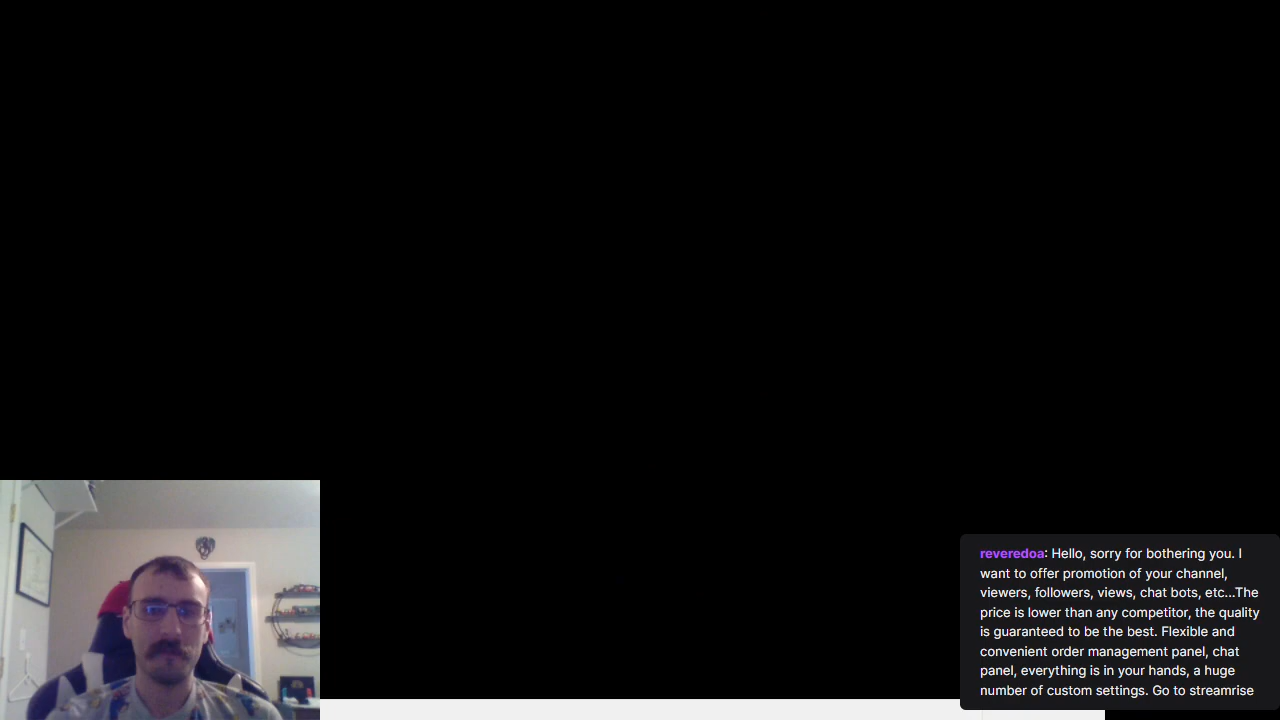 reveredoa: Hello, sorry for bothering you. I
want to offer promotion of your channel,
viewers, followers, views, chat bots, etc...The
price is lower than any competitor, the quality
is guaranteed to be the best. Flexible and
convenient order management panel, chat
panel, everything is in your hands, a huge
number of custom settings. Go to streamrise